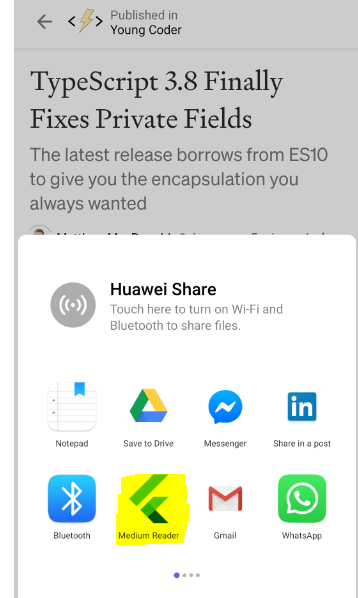 Published in
Young Coder
TypeScript 3.8 Finally
Fixes Private Fields
The latest release borrows from ES10
to give you the encapsulation you
always wanted
Huawei Share
Touch here to turn on Wi-Fi and
Bluetooth to share files.
Notepad
Save to Drive
Messenger
in
Share in a post
Bluetooth
Medium Reader
Gmail
WhatsApp